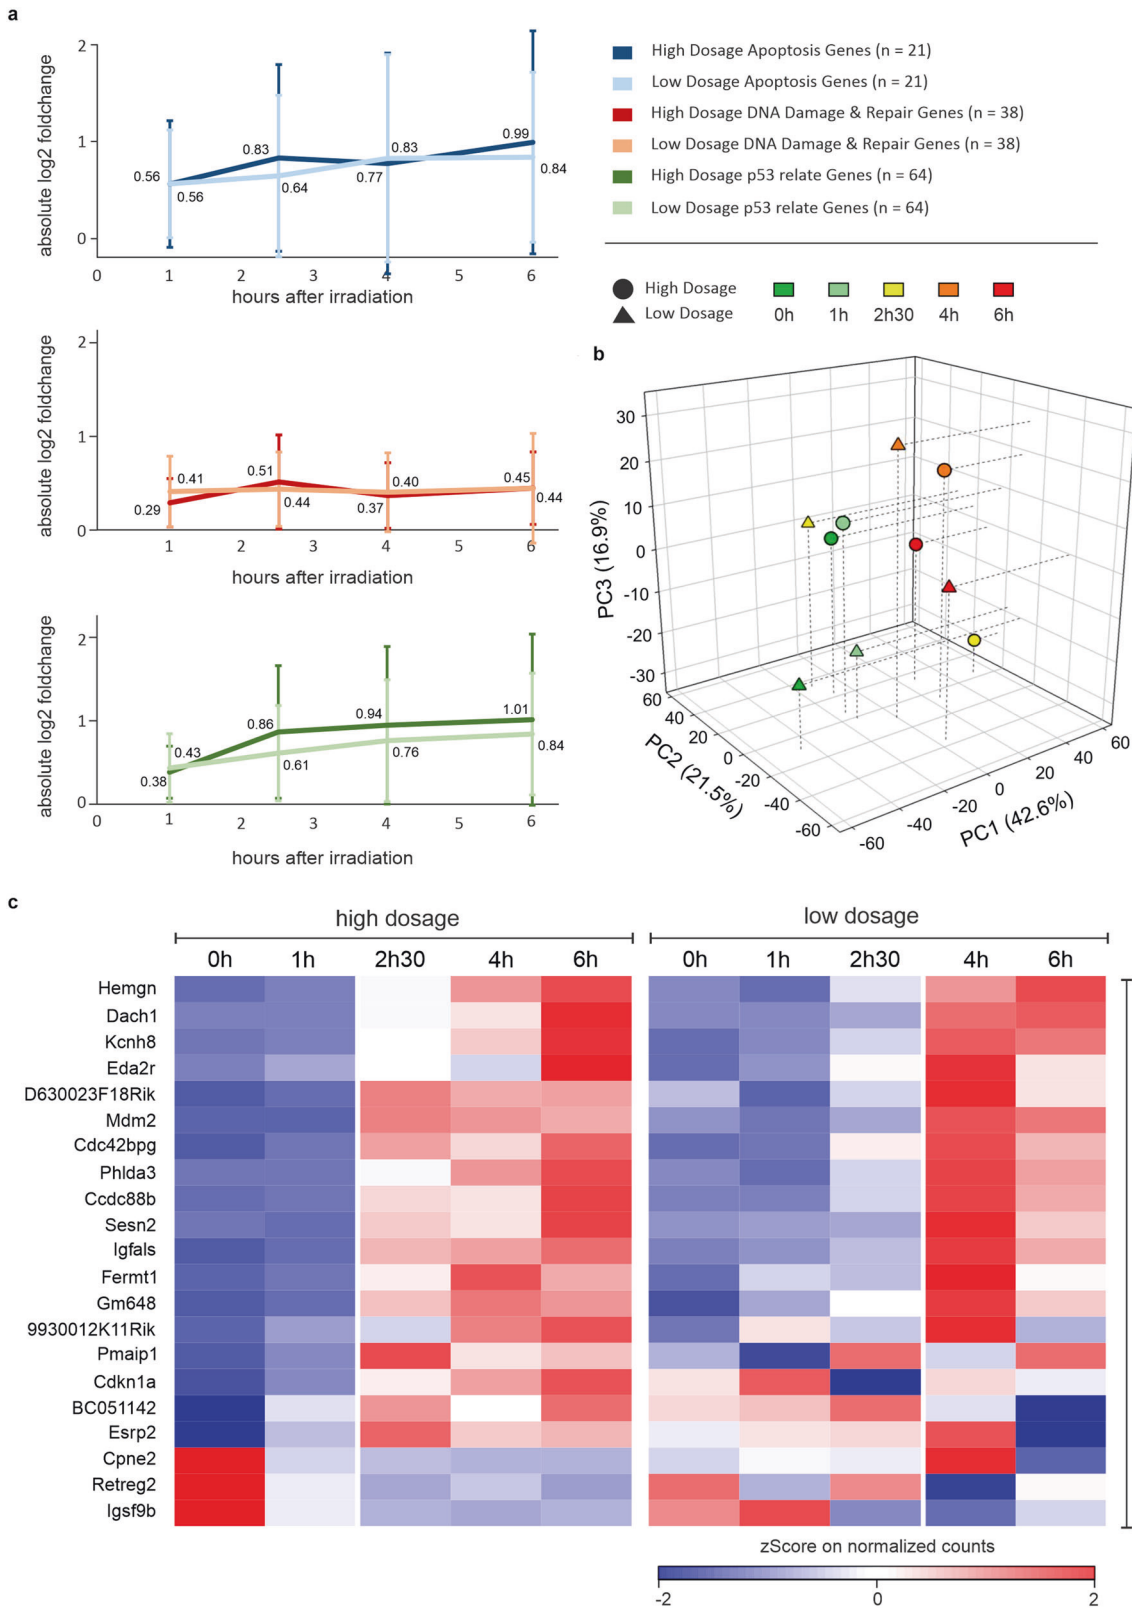 a
2
1
0
absolute log2 foldchange
0.56
0.56
0.83
0.64
0.77
0.83
0.99
0.84
0 1 2 3 4 5 6
hours after irradiation
High Dosage Apoptosis Genes (n = 21)
Low Dosage Apoptosis Genes (n = 21)
High Dosage DNA Damage & Repair Genes (n = 38)
Low Dosage DNA Damage & Repair Genes (n = 38)
High Dosage p53 relate Genes (n = 64)
Low Dosage p53 relate Genes (n = 64)
High Dosage
Low Dosage
0h 1h 2h30 4h 6h
2
1
0
absolute log2 foldchange
0.41
0.29
0.51
0.44
0.40
0.37
0.45
0.44
1 2 3 4 5 6
hours after irradiation
2
1
0
absolute log2 foldchange
0.43
0.38
0.86
0.61
0.94
0.76
1.01
0.84
0 1 2 3 4 5 6
hours after irradiation
b
30
20
10
0
-10
-20
-30
PC3 (16.9%)
60
40
20
0
-20
-40
-60
PC2 (21.5%)
-60
-40
-20
0
20
40
60
PC1 (42.6%)
c
high dosage low dosage
0h 1h 2h30 4h 6h 0h 1h 2h30 4h 6h
Hemgn
Dach1
Kcnh8
Eda2r
D630023F18Rik
Mdm2
Cdc42bpg
Phlda3
Ccdc88b
Sesn2
Igfals
Fermt1
Gm648
9930012K11Rik
Pmaip1
Cdkn1a
BC051142
Esrp2
Cpne2
Retreg2
Igsf9b
zScore on normalized counts
-2 0 2